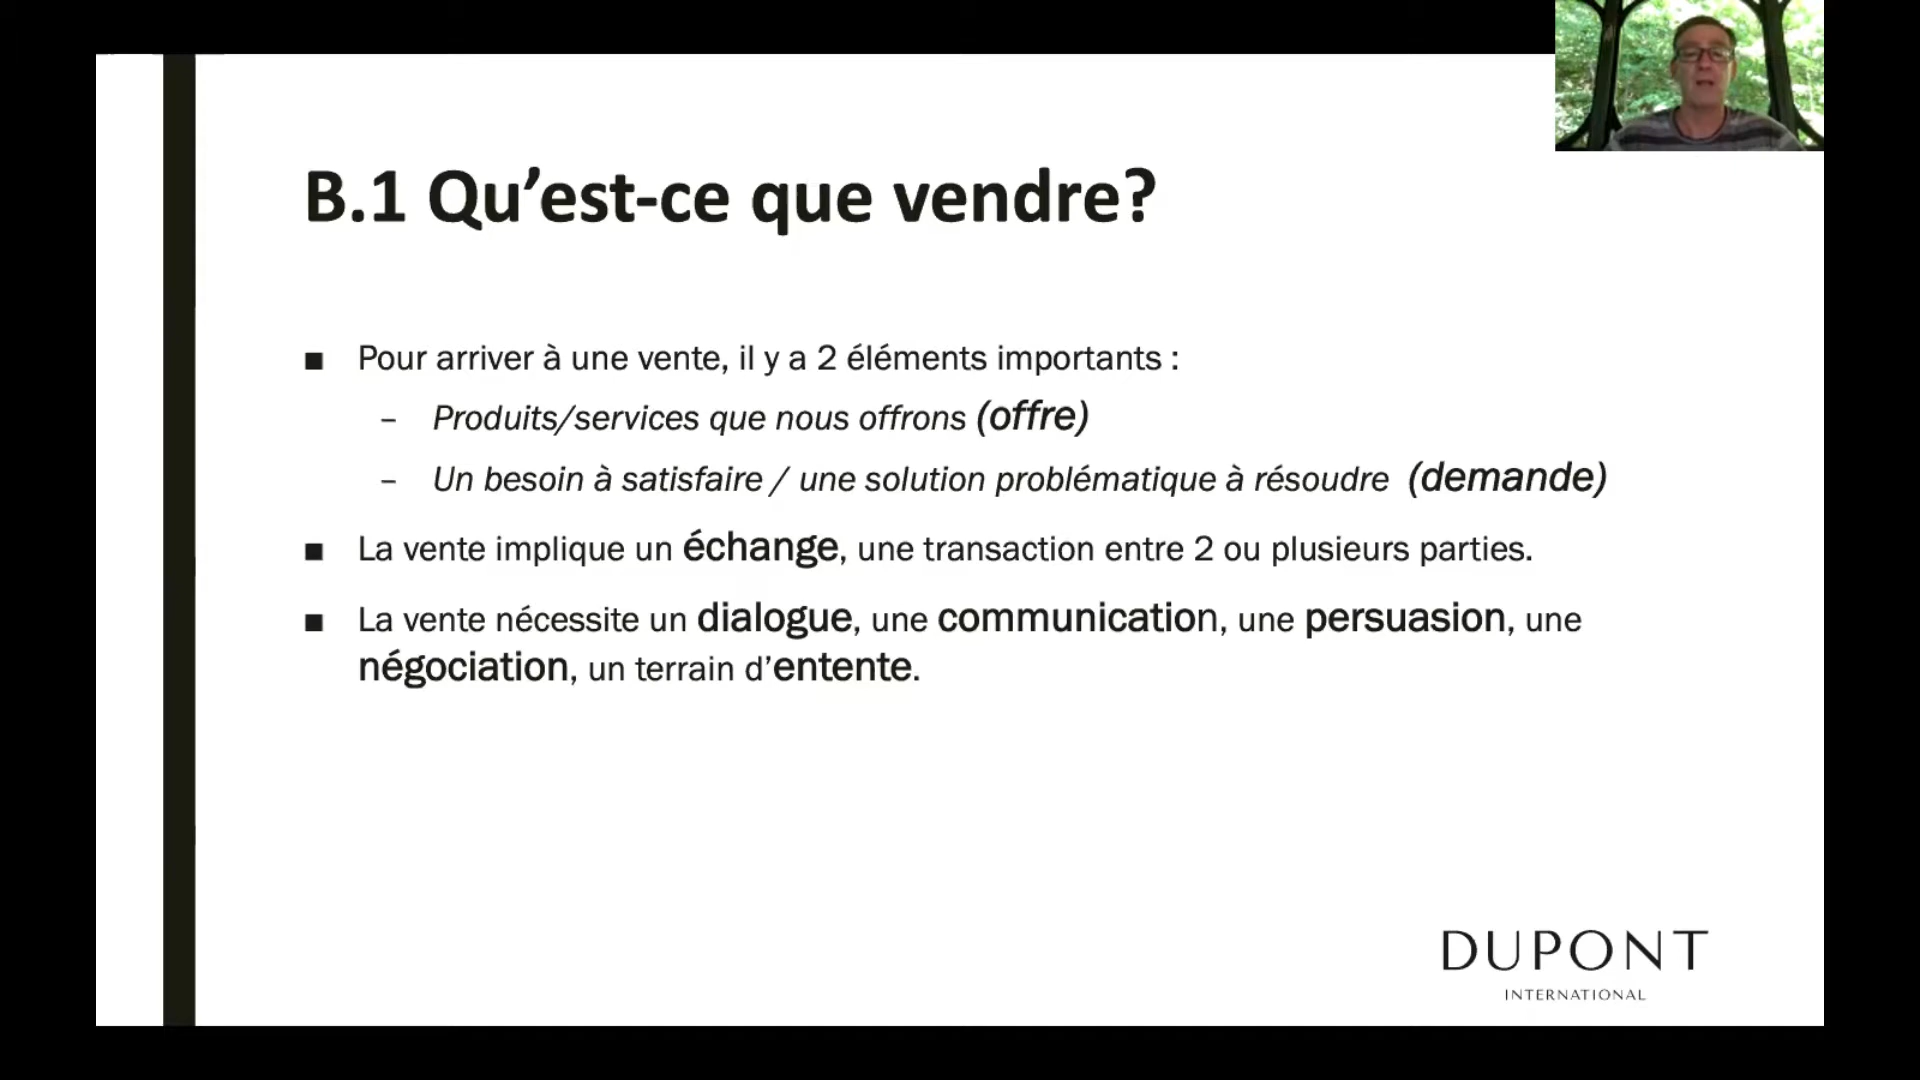 B.1 Qu’est-ce que vendre?
■ Pour arriver à une vente, il y a 2 éléments importants :
– Produits/services que nous offrons (offre)
– Un besoin à satisfaire / une solution problématique à résoudre (demande)
■ La vente implique un échange, une transaction entre 2 ou plusieurs parties.
■ La vente nécessite un dialogue, une communication, une persuasion, une
négociation, un terrain d’entente.
DUPONT
INTERNATIONAL